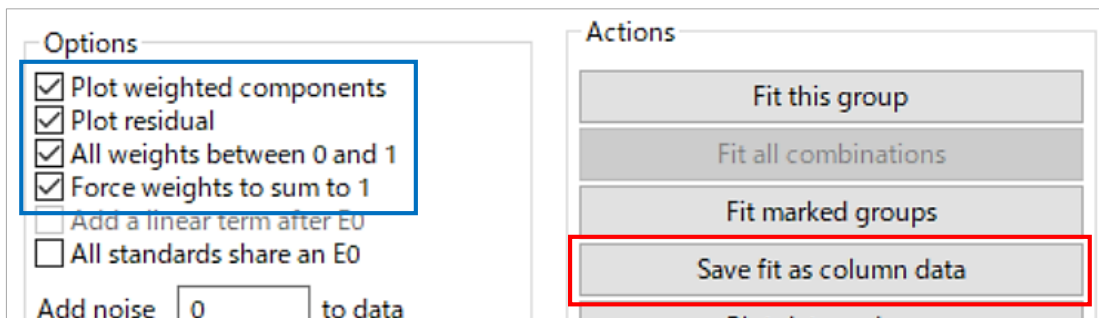 Options
Plot weighted components
Plot residual
All weights between 0 and 1
Force weights to sum to 1
Add a linear term after E0
All standards share an E0
Add noise 0 to data
Actions
Fit this group
Fit all combinations
Fit marked groups
Save fit as column data